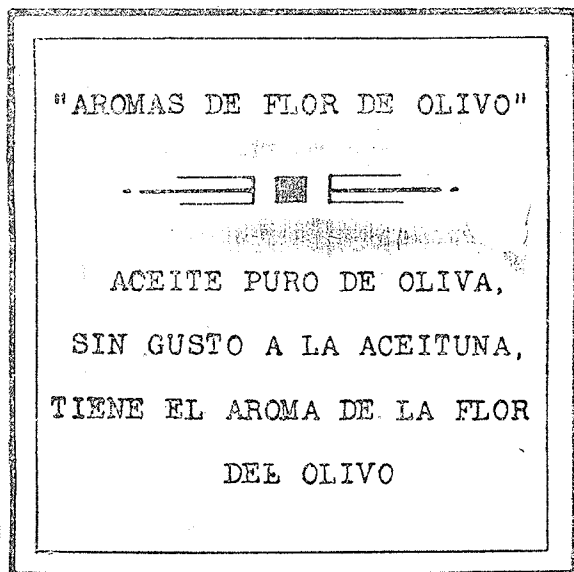 "AROMAS DE FLOR DE OLIVO"
ACEITE PURO DE OLIVA,
SIN GUSTO A LA ACEITUNA,
TIENE EL AROMA DE LA FLOR
DEL OLIVO